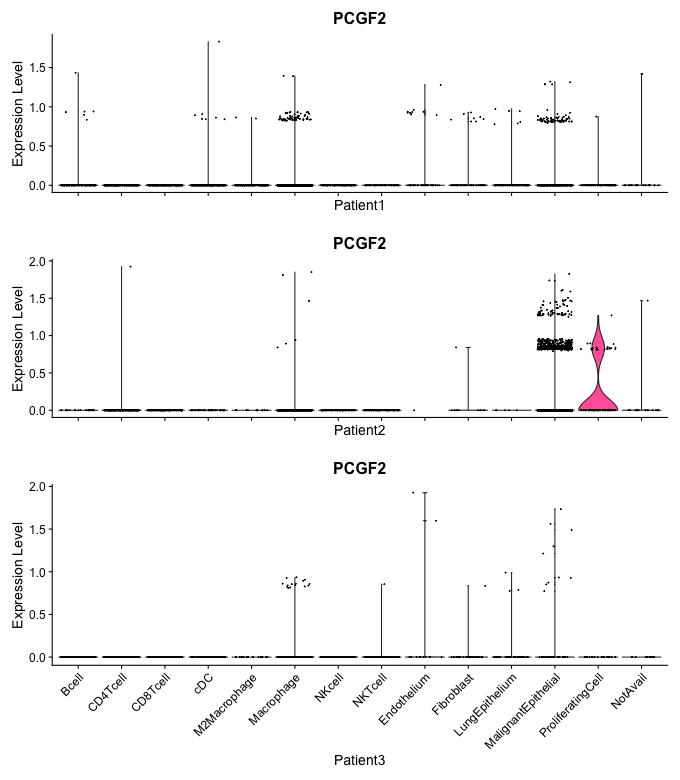 PCGF2
Expression Level
1.5
1.0
0.5
0.0
Patient1
PCGF2
Expression Level
2.0
1.5
1.0
0.5
0.0
Patient2
PCGF2
Expression Level
2.0
1.5
1.0
0.5
0.0
Bcell
CD4Tcell
CD8Tcell
cDC
M2Macrophage
Macrophage
NKcell
NKTcell
Endothelium
Fibroblast
LungEpithelium
MalignantEpithelial
ProliferatingCell
NotAvail
Patient3